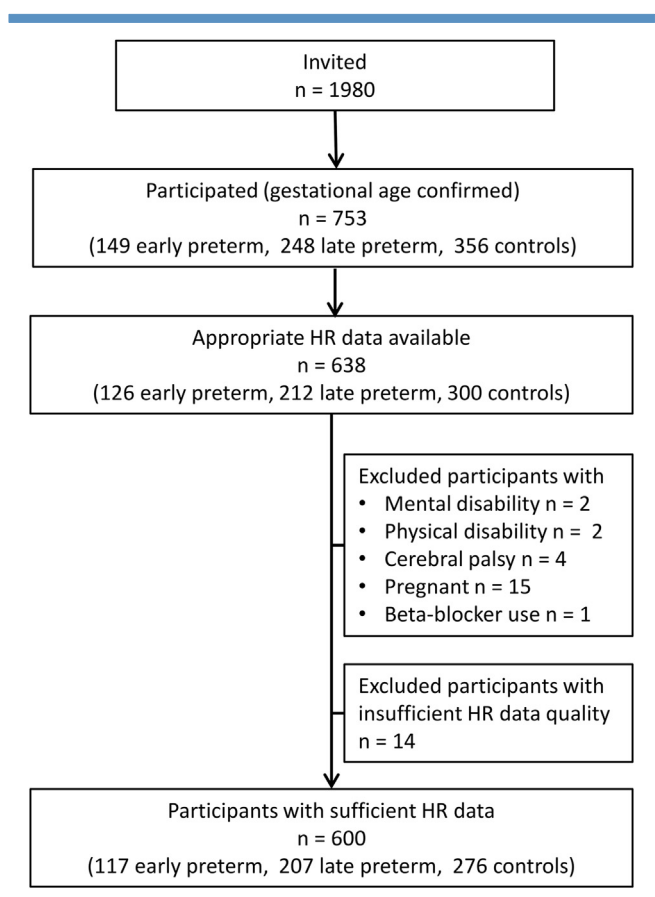 Invited
n = 1980
Participated (gestational age confirmed)
n = 753
(149 early preterm, 248 late preterm, 356 controls)
Appropriate HR data available
n = 638
(126 early preterm, 212 late preterm, 300 controls)
Excluded participants with
• Mental disability n = 2
• Physical disability n = 2
• Cerebral palsy n = 4
• Pregnant n = 15
• Beta-blocker use n = 1
Excluded participants with
insufficient HR data quality
n = 14
Participants with sufficient HR data
n = 600
(117 early preterm, 207 late preterm, 276 controls)